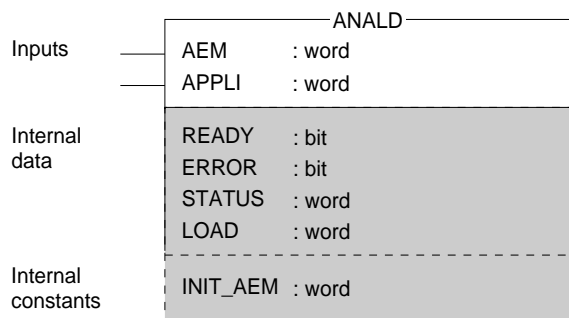 ANALD
Inputs AEM : word
APPLI : word
Internal data READY : bit
ERROR : bit
STATUS : word
LOAD : word
Internal constants INIT_AEM : word